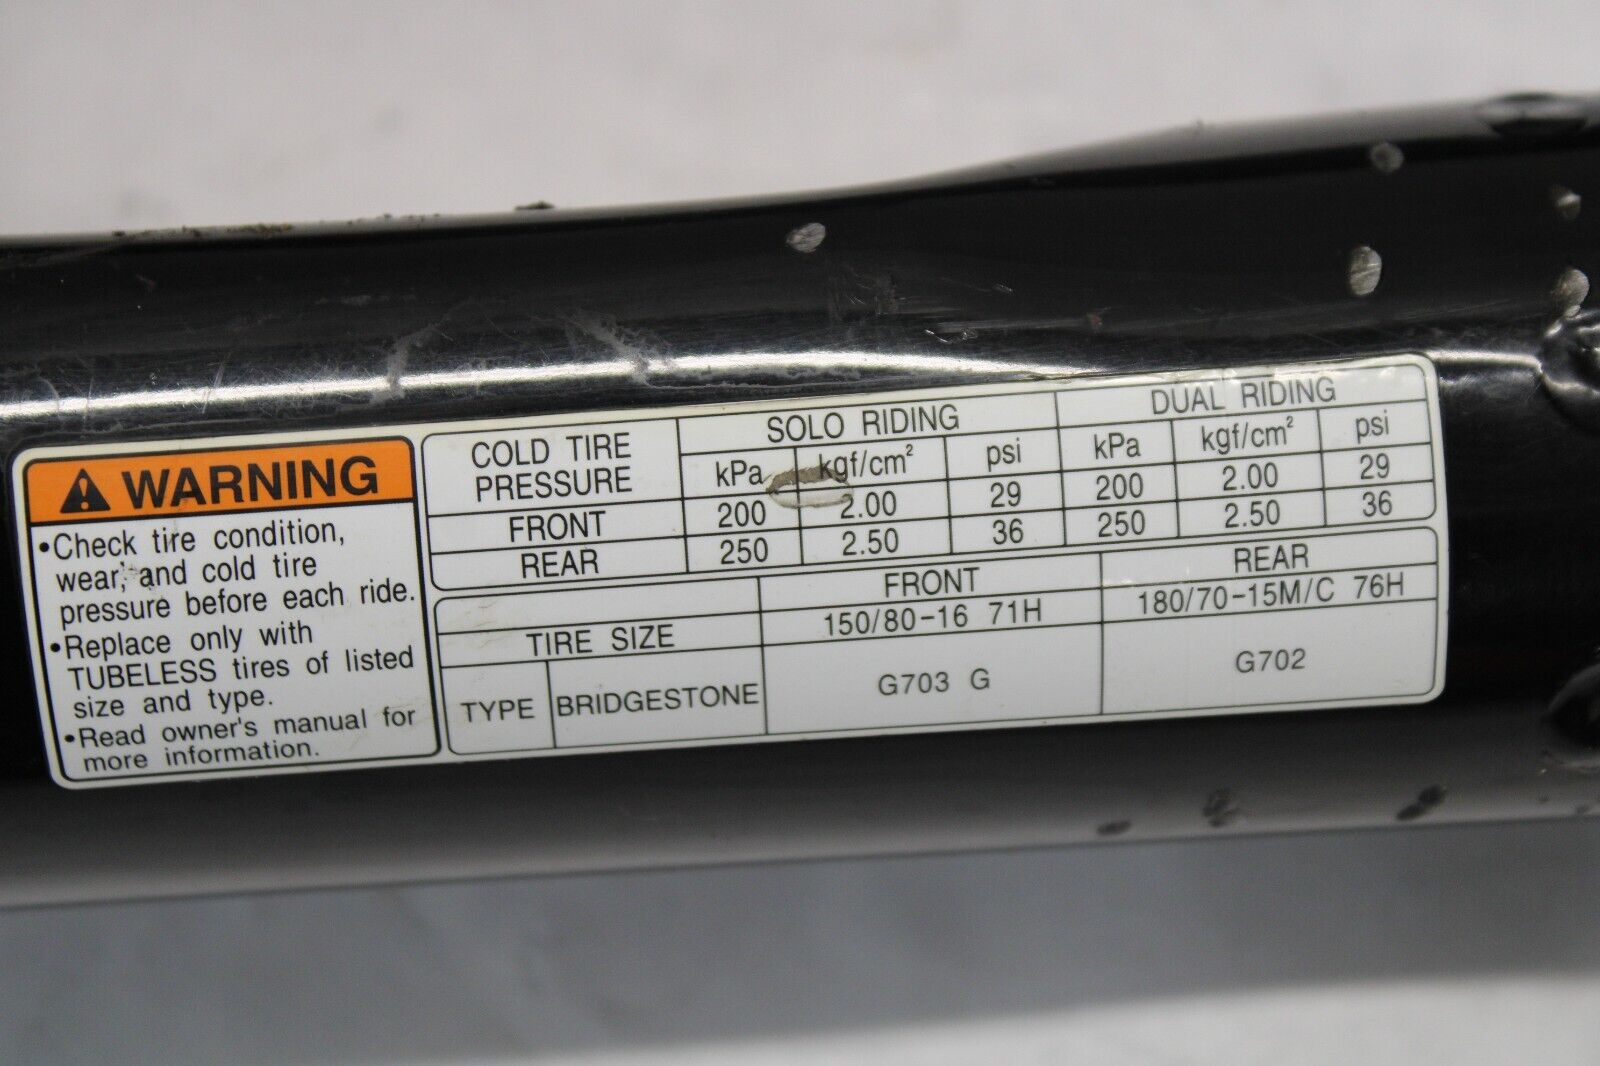 WARNING
•Check tire condition,
wear, and cold tire
pressure before each ride.
•Replace only with
TUBELESS tires of listed
size and type.
•Read owner's manual for
more information.
COLD TIRE PRESSURE SOLO RIDING DUAL RIDING
kPa kgf/cm² psi kPa kgf/cm² psi
FRONT 200 2.00 29 200 2.00 29
REAR 250 2.50 36 250 2.50 36
FRONT REAR
TIRE SIZE 150/80-16 71H 180/70-15M/C 76H
TYPE BRIDGESTONE G703 G G702